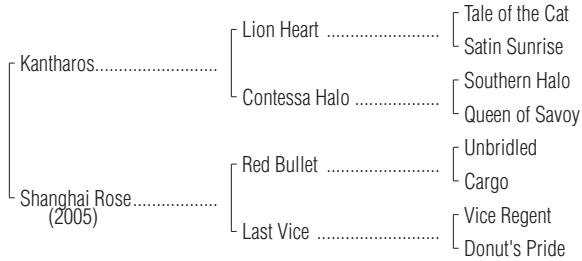 Tale of the Cat
Lion Heart ........................
Satin Sunrise
Kantharos..........................
Southern Halo
Contessa Halo ..................
Queen of Savoy
Unbridled
Red Bullet ........................
Cargo
Shanghai Rose..................
(2005)
Vice Regent
Last Vice ..........................
Donut's Pride